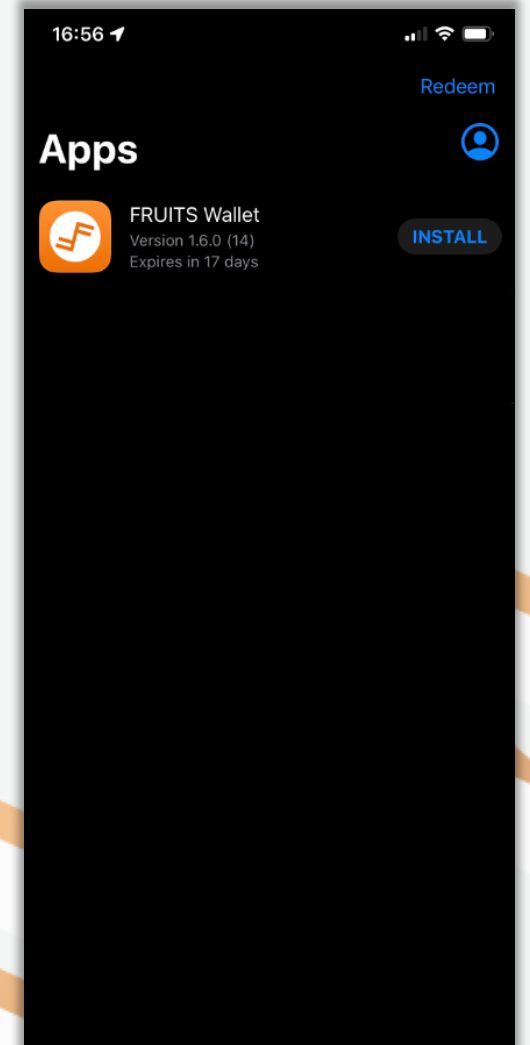 16:56
Redeem
Apps
FRUITS Wallet
Version 1.6.0 (14)
INSTALL
Expires in 17 days